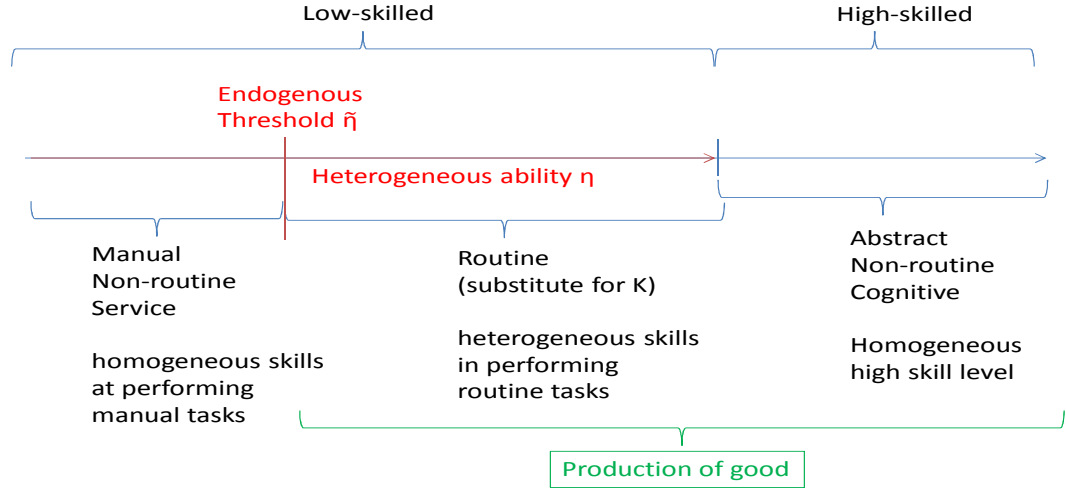 Low-skilled
High-skilled
Endogenous
Threshold η̃
Heterogeneous ability η
Manual
Non-routine
Service
homogeneous skills
at performing
manual tasks
Routine
(substitute for K)
heterogeneous skills
in performing
routine tasks
Abstract
Non-routine
Cognitive
Homogeneous
high skill level
Production of good